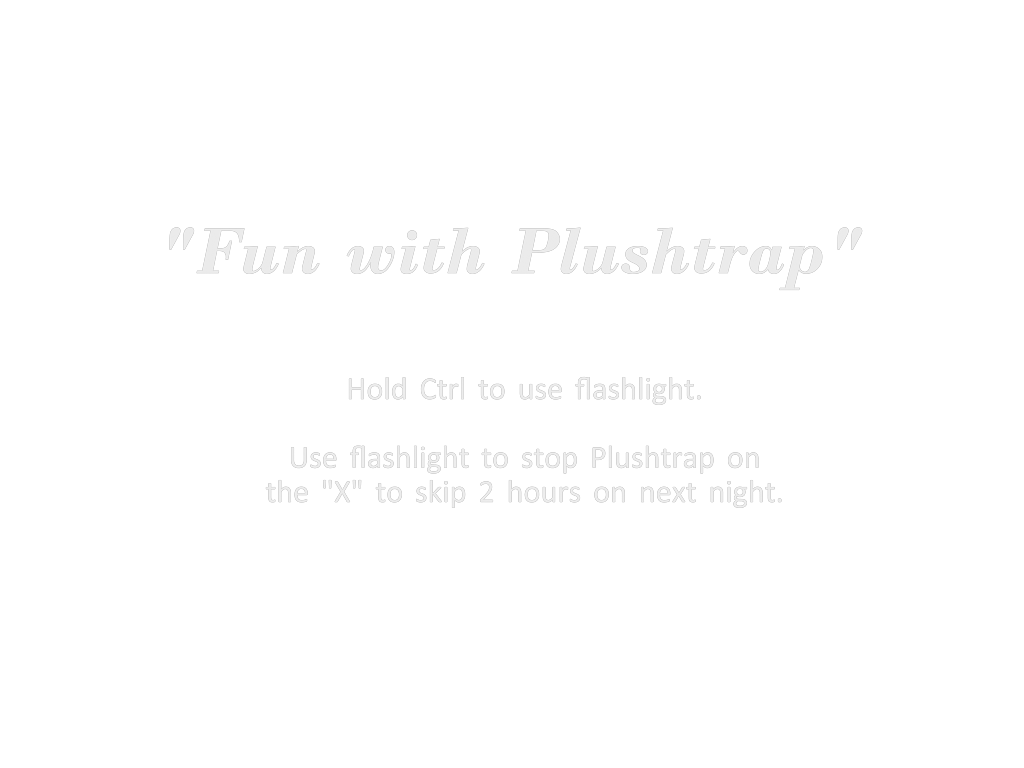 "Fun with Plushtrap"
Hold Ctrl to use flashlight.
Use flashlight to stop Plushtrap on
the "X" to skip 2 hours on next night.